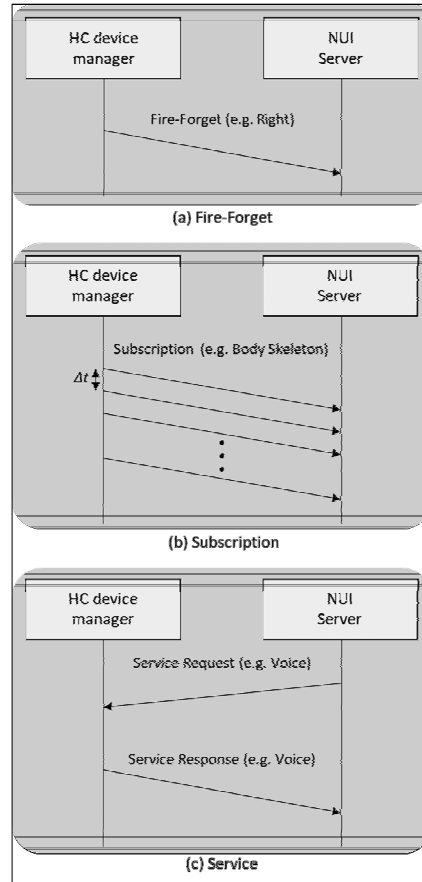 HC device
manager
NUI
Server
Fire-Forget (e.g. Right)
(a) Fire-Forget
HC device
manager
NUI
Server
Subscription (e.g. Body Skeleton)
Δt
(b) Subscription
HC device
manager
NUI
Server
Service Request (e.g. Voice)
Service Response (e.g. Voice)
(c) Service